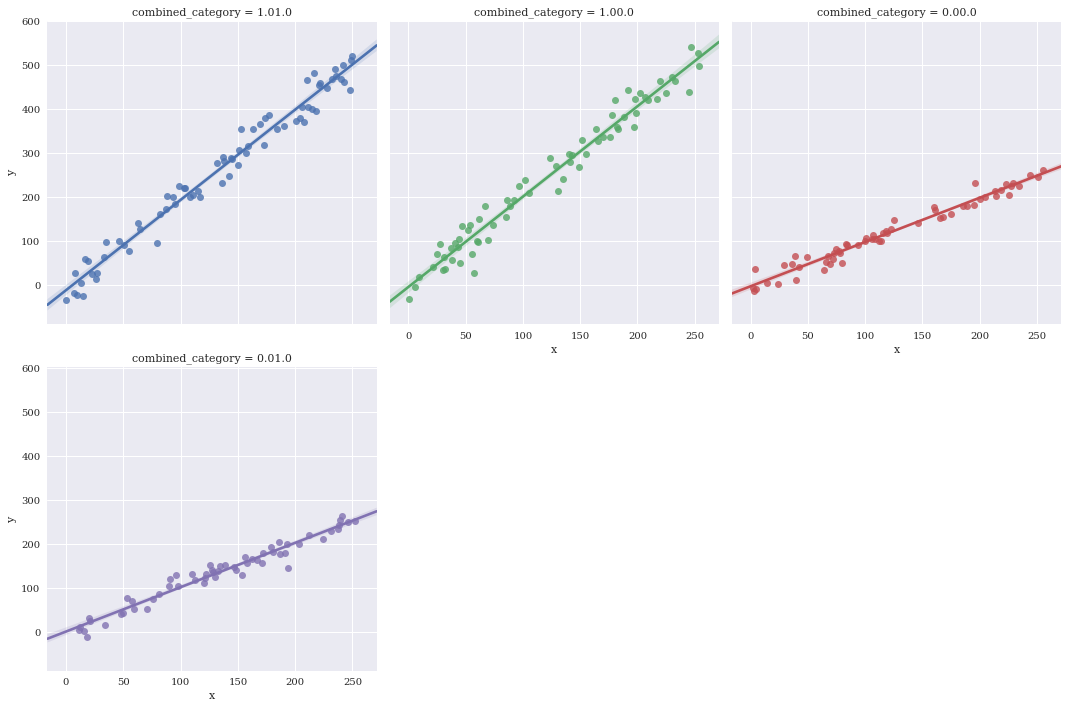 combined_category = 1.01.0
combined_category = 1.00.0
combined_category = 0.00.0
600
500
400
300
200
100
0
y
0 50 100 150 200 250
x
0 50 100 150 200 250
x
combined_category = 0.01.0
600
500
400
300
200
100
0
y
0 50 100 150 200 250
x